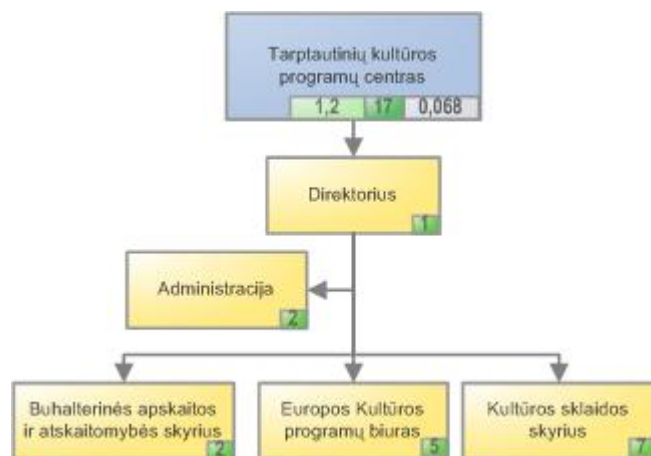 Tarptautinių kultūros
programų centras
1,2 17 0,068
Direktorius
1
Administracija
2
Buhalterinės apskaitos
ir atskaitomybės skyrius
2
Europos Kultūros
programų biuras
5
Kultūros sklaidos
skyrius
7